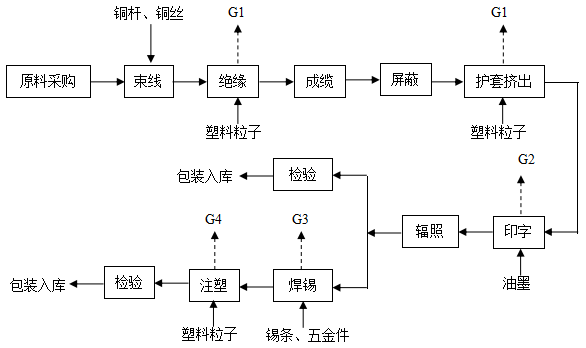 铜杆、铜丝
G1
G1
原料采购
束线
绝缘
成缆
屏蔽
护套挤出
塑料粒子
塑料粒子
G2
包装入库
检验
辐照
印字
油墨
G4
G3
包装入库
检验
注塑
焊锡
塑料粒子
锡条、五金件